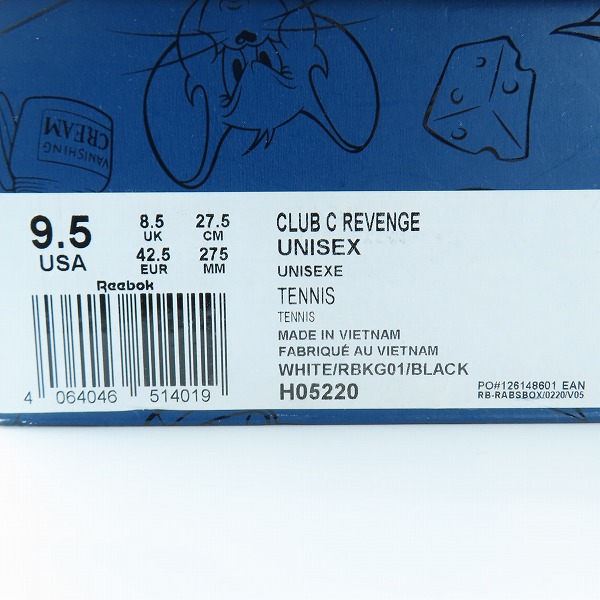 VANISHING
CREAM
9.5
USA
8.5
UK
27.5
CM
42.5
EUR
275
MM
Reebok
4 064046 514019
CLUB C REVENGE
UNISEX
UNISEXE
TENNIS
TENNIS
MADE IN VIETNAM
FABRIQUÉ AU VIETNAM
WHITE/RBKG01/BLACK
H05220
PO#126148601 EAN
RB-RABSBOX/0220/V05